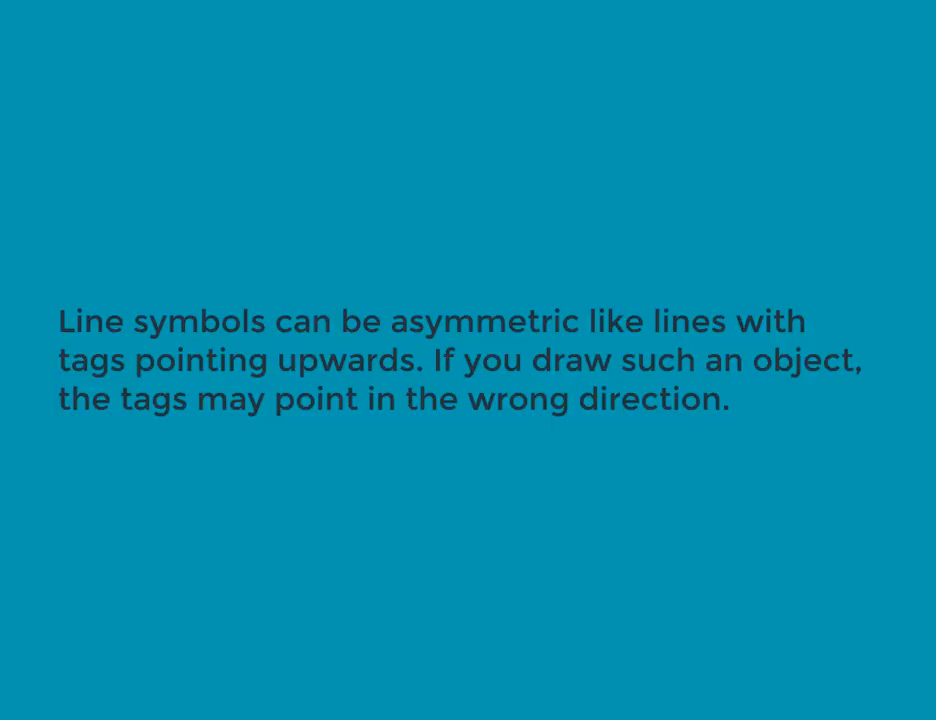 Line symbols can be asymmetric like lines with
tags pointing upwards. If you draw such an object,
the tags may point in the wrong direction.